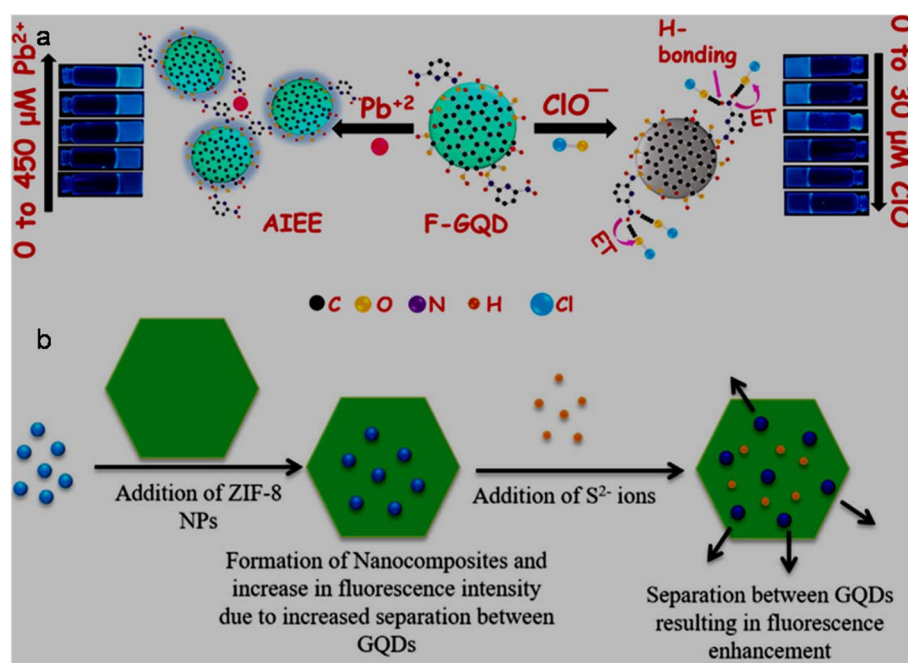 a
0 to 450 µM Pb²⁺
Pb⁺²
ClO⁻
H-
bonding
ET
ET
AIEE
F-GQD
0 to 30 µM ClO
C O N H Cl
b
Addition of ZIF-8
NPs
Addition of S²⁻ ions
Formation of Nanocomposites and
increase in fluorescence intensity
due to increased separation between
GQDs
Separation between GQDs
resulting in fluorescence
enhancement